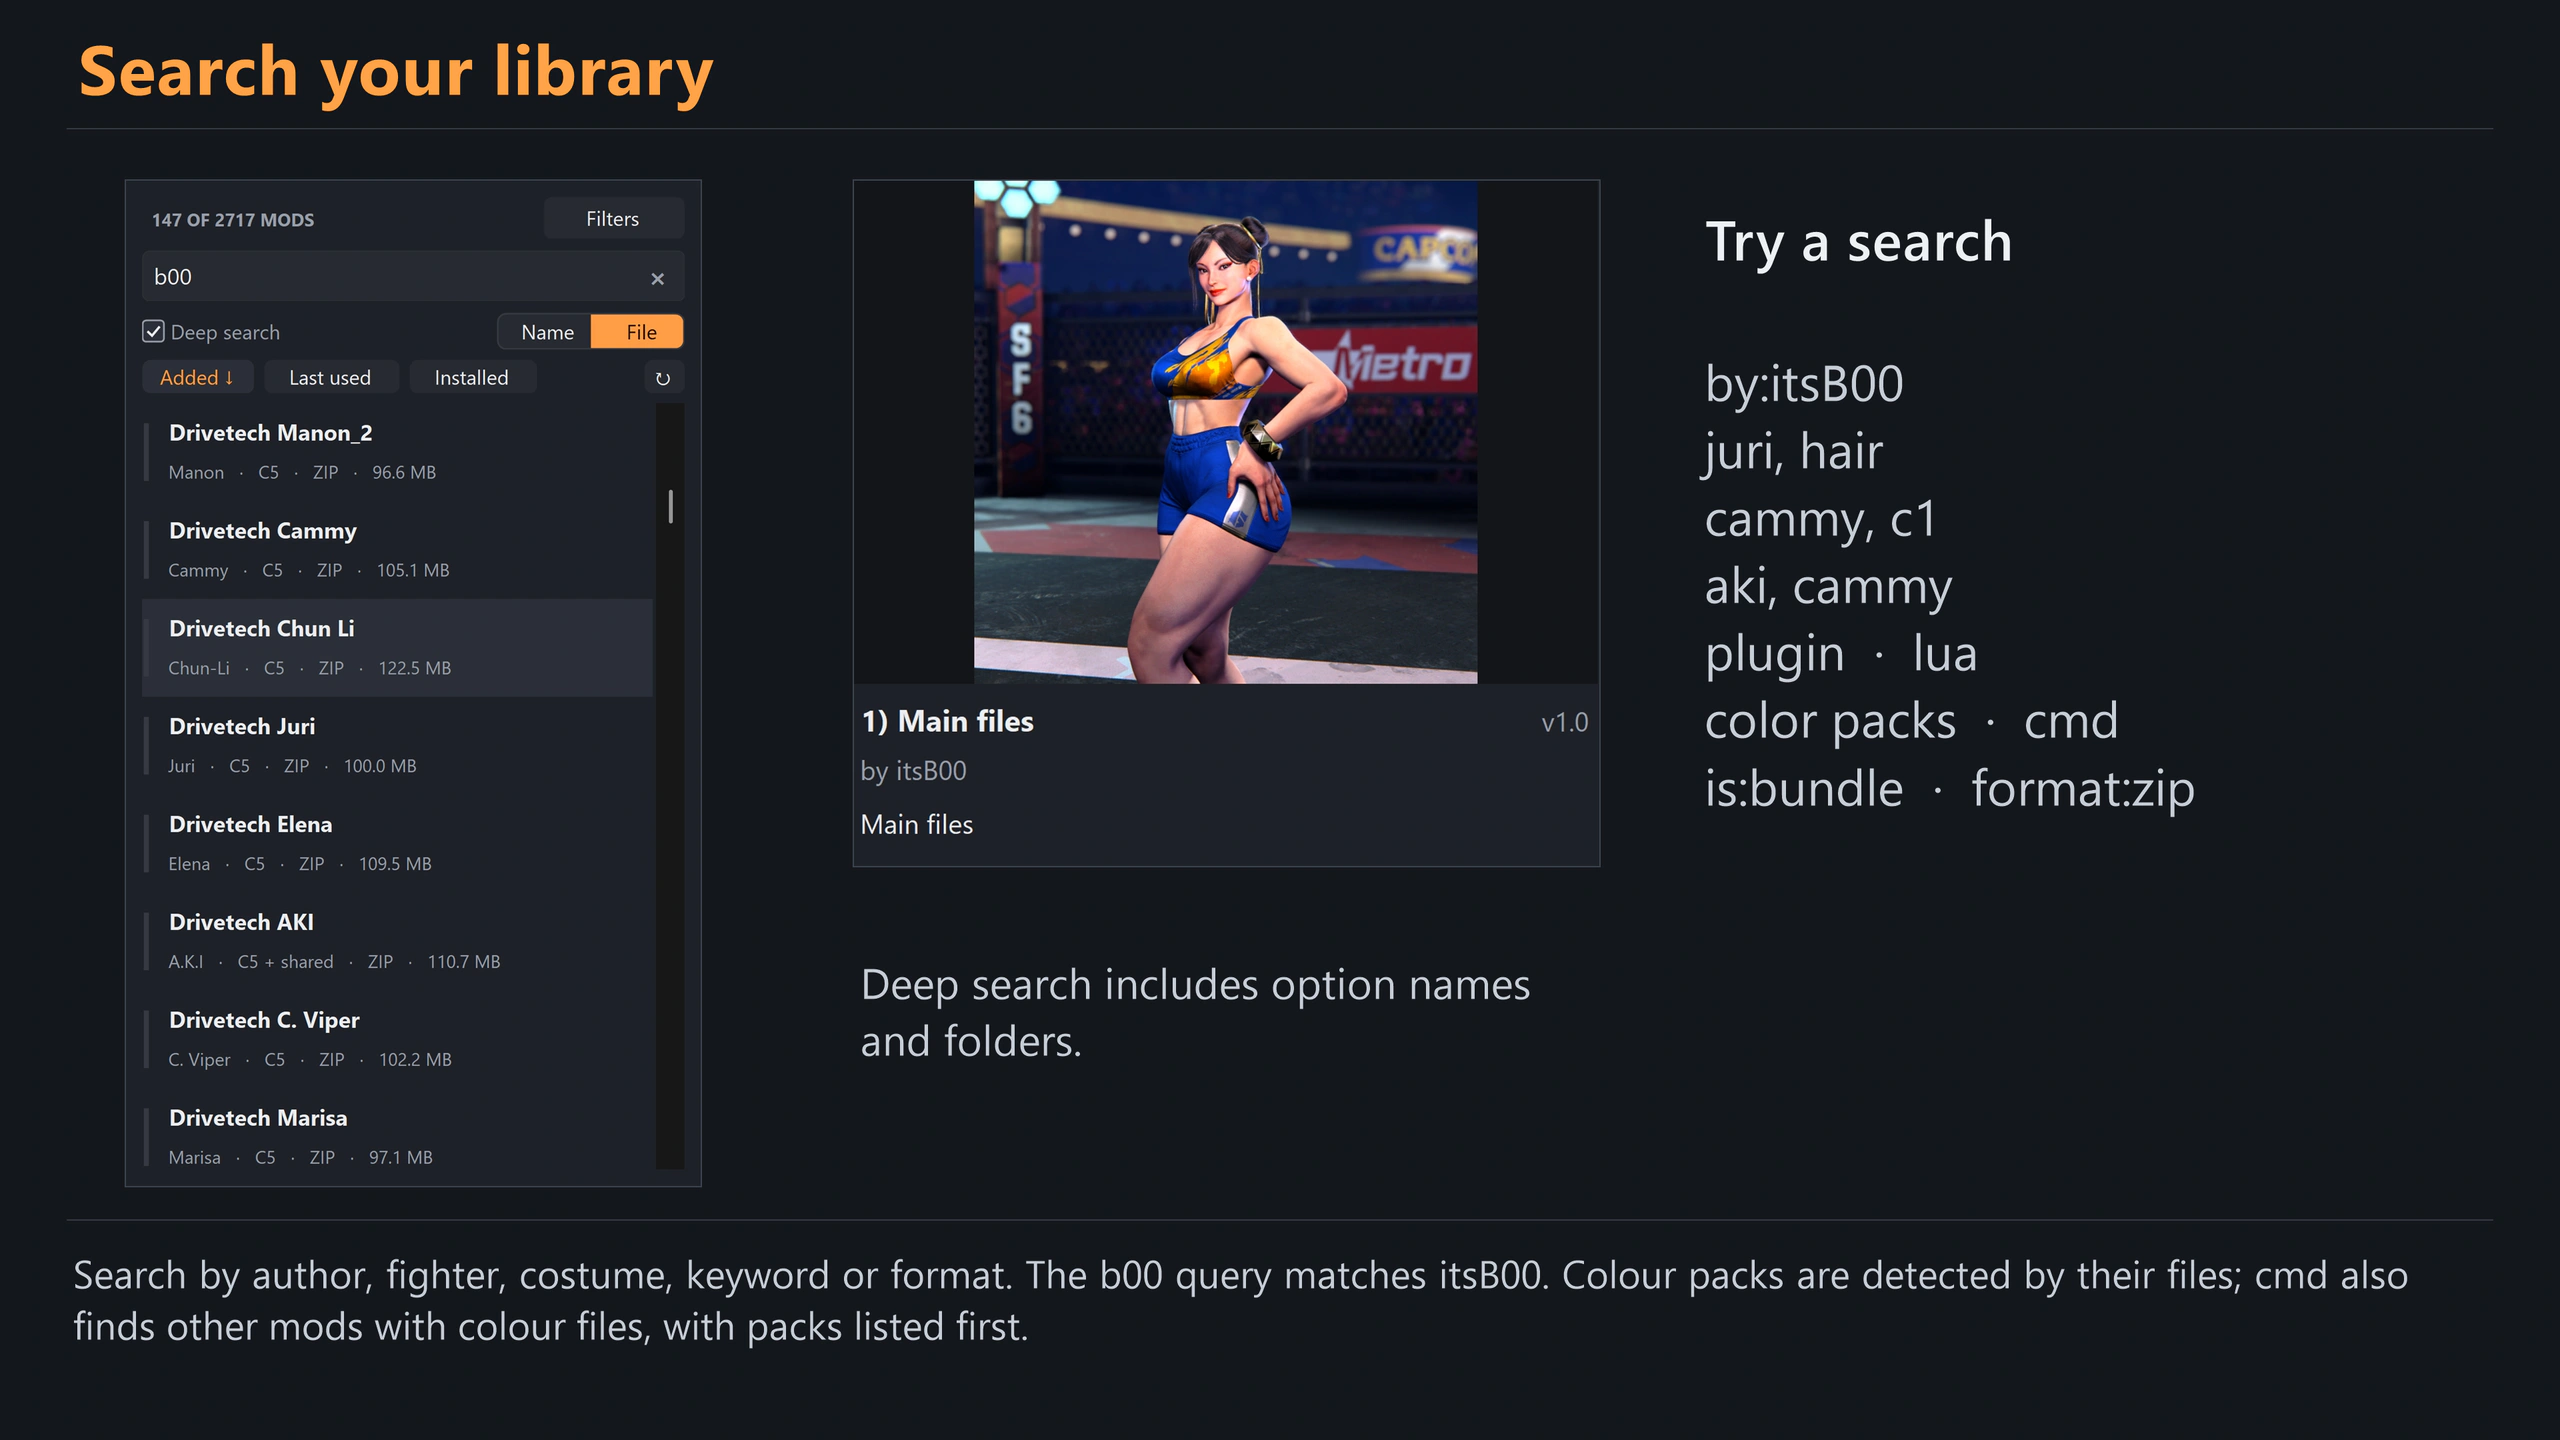 Search your library
147 OF 2717 MODS
Filters
b00
×
Deep search
Name
File
Added ↓
Last used
Installed
↻
Drivetech Manon_2
Manon · C5 · ZIP · 96.6 MB
Drivetech Cammy
Cammy · C5 · ZIP · 105.1 MB
Drivetech Chun Li
Chun-Li · C5 · ZIP · 122.5 MB
Drivetech Juri
Juri · C5 · ZIP · 100.0 MB
Drivetech Elena
Elena · C5 · ZIP · 109.5 MB
Drivetech AKI
A.K.I · C5 + shared · ZIP · 110.7 MB
Drivetech C. Viper
C. Viper · C5 · ZIP · 102.2 MB
Drivetech Marisa
Marisa · C5 · ZIP · 97.1 MB
SF6
Metro
1) Main files
v1.0
by itsB00
Main files
Deep search includes option names
and folders.
Try a search
by:itsB00
juri, hair
cammy, c1
aki, cammy
plugin · lua
color packs · cmd
is:bundle · format:zip
Search by author, fighter, costume, keyword or format. The b00 query matches itsB00. Colour packs are detected by their files; cmd also
finds other mods with colour files, with packs listed first.